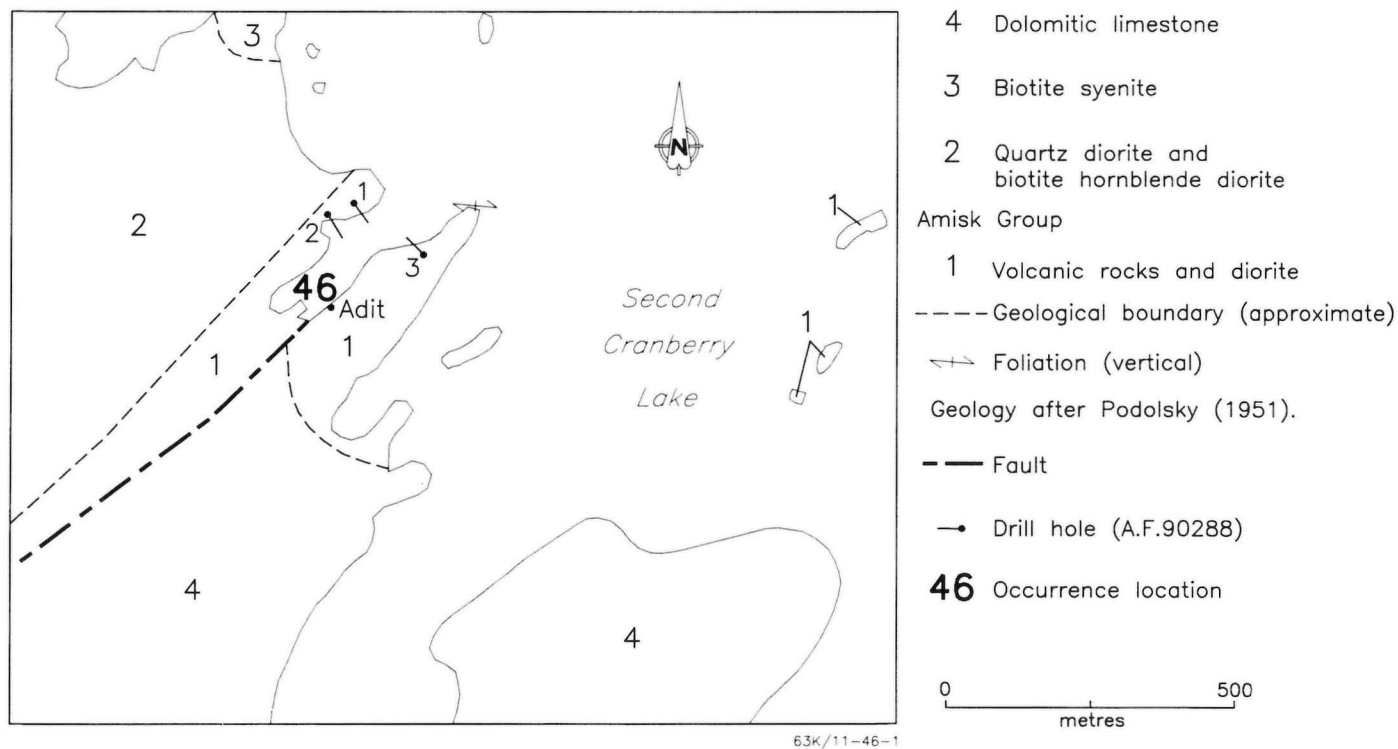 3
N
2
1
2
3
1
46
Adit
1
1
1
Second
Cranberry
Lake
4
4
4 Dolomitic limestone
3 Biotite syenite
2 Quartz diorite and
biotite hornblende diorite
Amisk Group
1 Volcanic rocks and diorite
Geological boundary (approximate)
Foliation (vertical)
Geology after Podolsky (1951).
Fault
Drill hole (A.F.90288)
46 Occurrence location
0 500
metres
63K/11-46-1